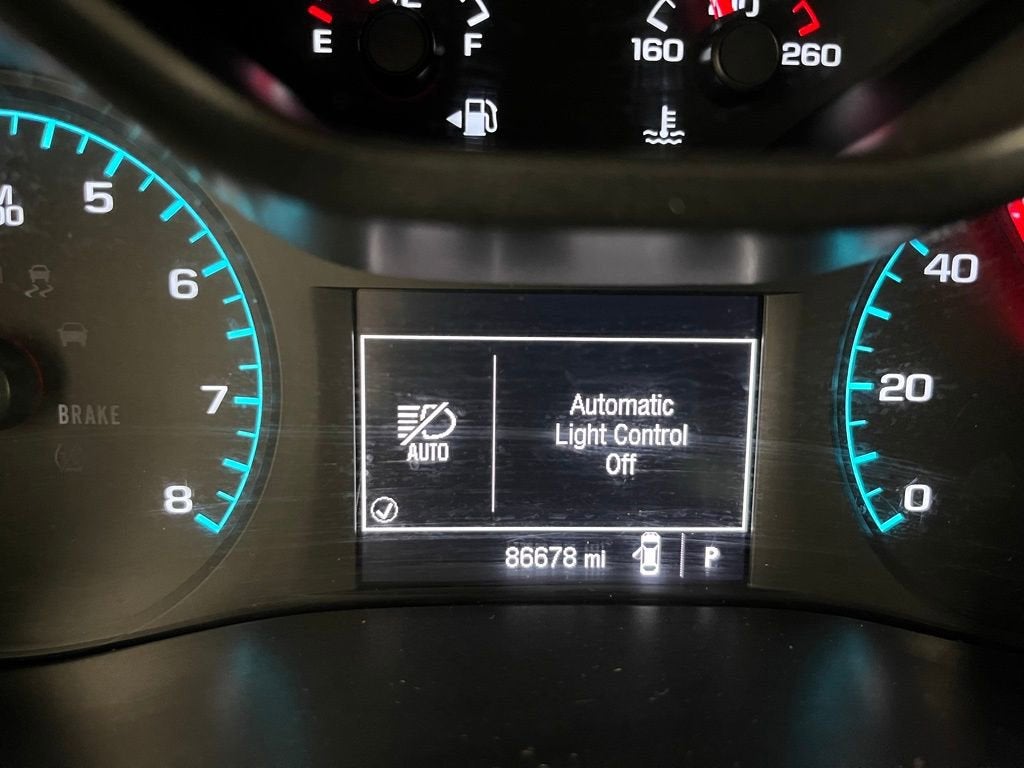 E
F
160
260
5
6
7
8
BRAKE
40
20
0
AUTO
Automatic
Light Control
Off
86678 mi
P